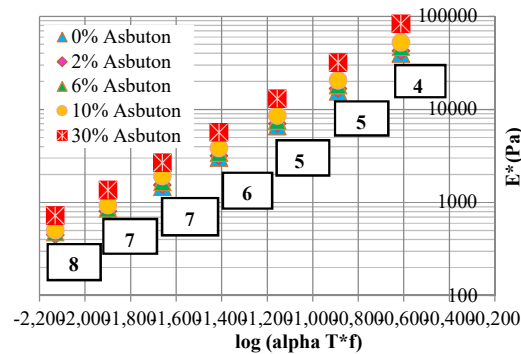 0% Asbuton
2% Asbuton
6% Asbuton
10% Asbuton
30% Asbuton
100000
10000
1000
100
E*(Pa)
4
5
5
6
7
7
8
-2,200-2,000-1,800-1,600-1,400-1,200-1,000-0,800-0,600-0,400-0,200
log (alpha T*f)